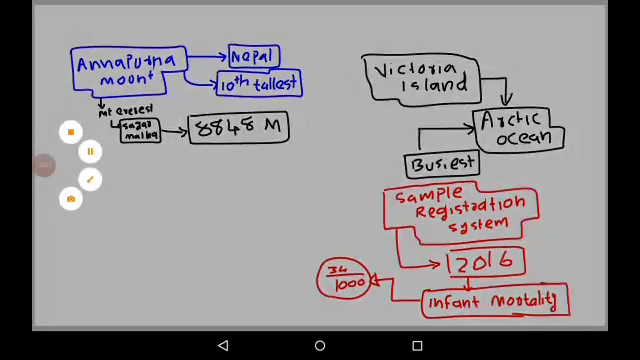 Annapurna
moont
Nepal
10th tallest
mt everest
sagar
matha
8848 M
Victoria
island
Arctic
ocean
Busiest
Sample
Registration
system
2016
infant mortality
34
1000